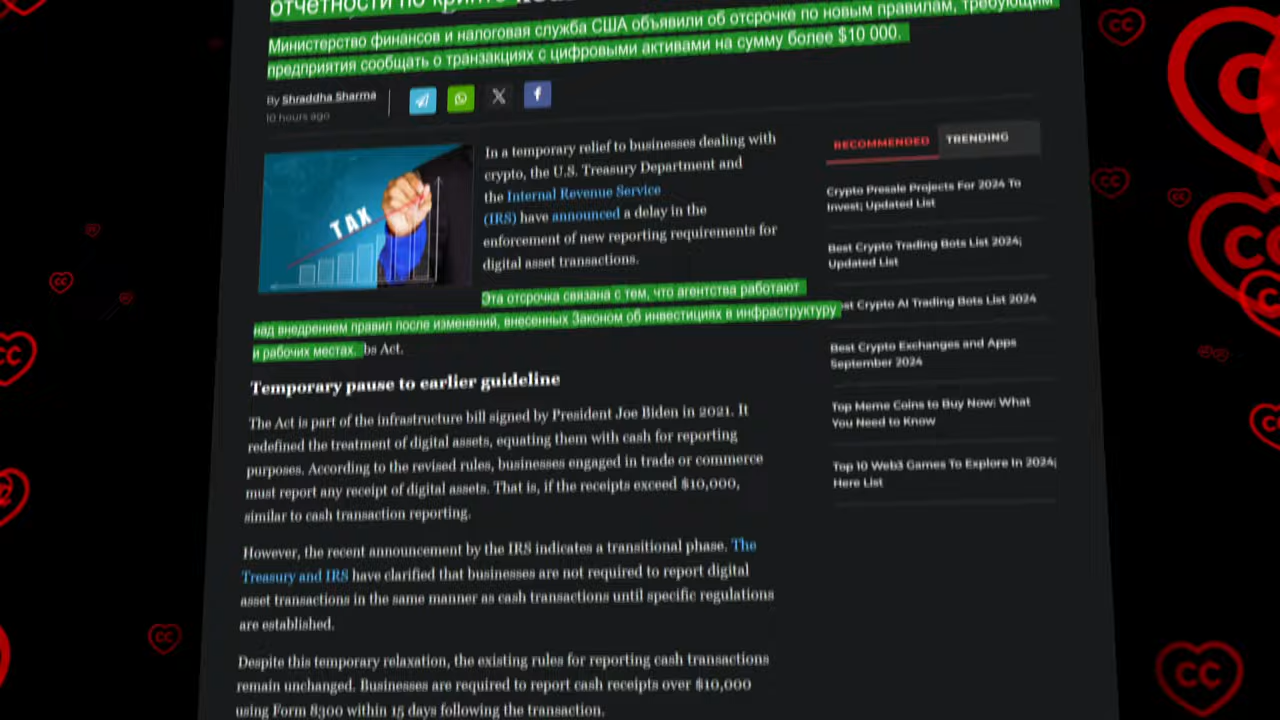 отчетности по крипто
Министерство финансов и налоговая служба США объявили об отсрочке по новым правилам, требующим
предприятия сообщать о транзакциях с цифровыми активами на сумму более $10 000.
By Shraddha Sharma
10 hours ago
TAX
In a temporary relief to businesses dealing with
crypto, the U.S. Treasury Department and
the Internal Revenue Service
(IRS) have announced a delay in the
enforcement of new reporting requirements for
digital asset transactions.
Эта отсрочка связана с тем, что агентства работают
над внедрением правил после изменений, внесенных Законом об инвестициях в инфраструктуру
и рабочих местах. bs Act.
Temporary pause to earlier guideline
The Act is part of the infrastructure bill signed by President Joe Biden in 2021. It
redefined the treatment of digital assets, equating them with cash for reporting
purposes. According to the revised rules, businesses engaged in trade or commerce
must report any receipt of digital assets. That is, if the receipts exceed $10,000,
similar to cash transaction reporting.
However, the recent announcement by the IRS indicates a transitional phase. The
Treasury and IRS have clarified that businesses are not required to report digital
asset transactions in the same manner as cash transactions until specific regulations
are established.
Despite this temporary relaxation, the existing rules for reporting cash transactions
remain unchanged. Businesses are required to report cash receipts over $10,000
using Form 8300 within 15 days following the transaction.
RECOMMENDED TRENDING
Crypto Presale Projects For 2024 To
Invest; Updated List
Best Crypto Trading Bots List 2024;
Updated List
st Crypto AI Trading Bots List 2024
Best Crypto Exchanges and Apps
September 2024
Top Meme Coins to Buy Now: What
You Need to Know
Top 10 Web3 Games To Explore In 2024;
Here List
CC
CC
CC
CC
CC
CC